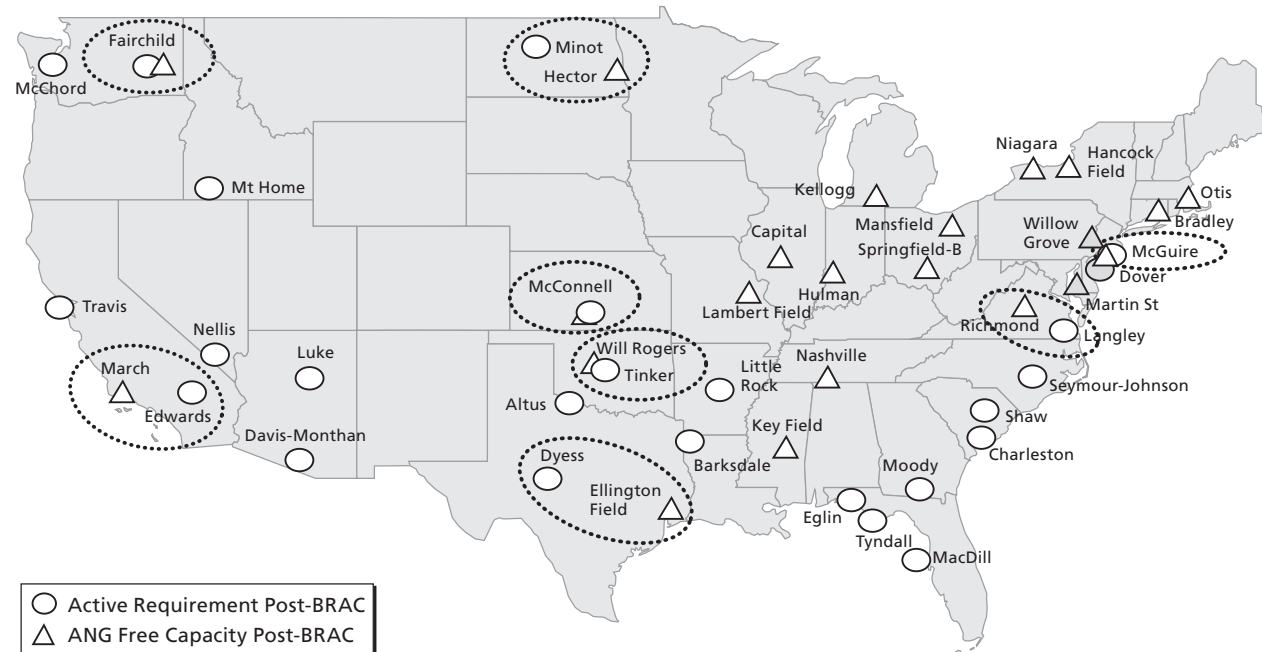 Fairchild
McChord
Minot
Hector
Mt Home
Niagara
Hancock
Field
Otis
Bradley
Kellogg
Mansfield
Willow
Grove
McGuire
Capital
Springfield-B
Dover
Hulman
Martin St
McConnell
Lambert Field
Richmond
Langley
Travis
Nellis
Luke
Will Rogers
Tinker
Nashville
Little
Rock
March
Edwards
Seymour-Johnson
Altus
Shaw
Davis-Monthan
Key Field
Charleston
Dyess
Barksdale
Moody
Ellington
Field
Eglin
Tyndall
MacDill
Active Requirement Post-BRAC
ANG Free Capacity Post-BRAC